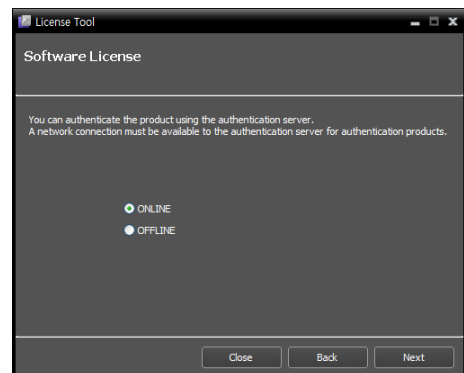 License Tool
Software License
You can authenticate the product using the authentication server.
A network connection must be available to the authentication server for authentication products.
ONLINE
OFFLINE
Close Back Next